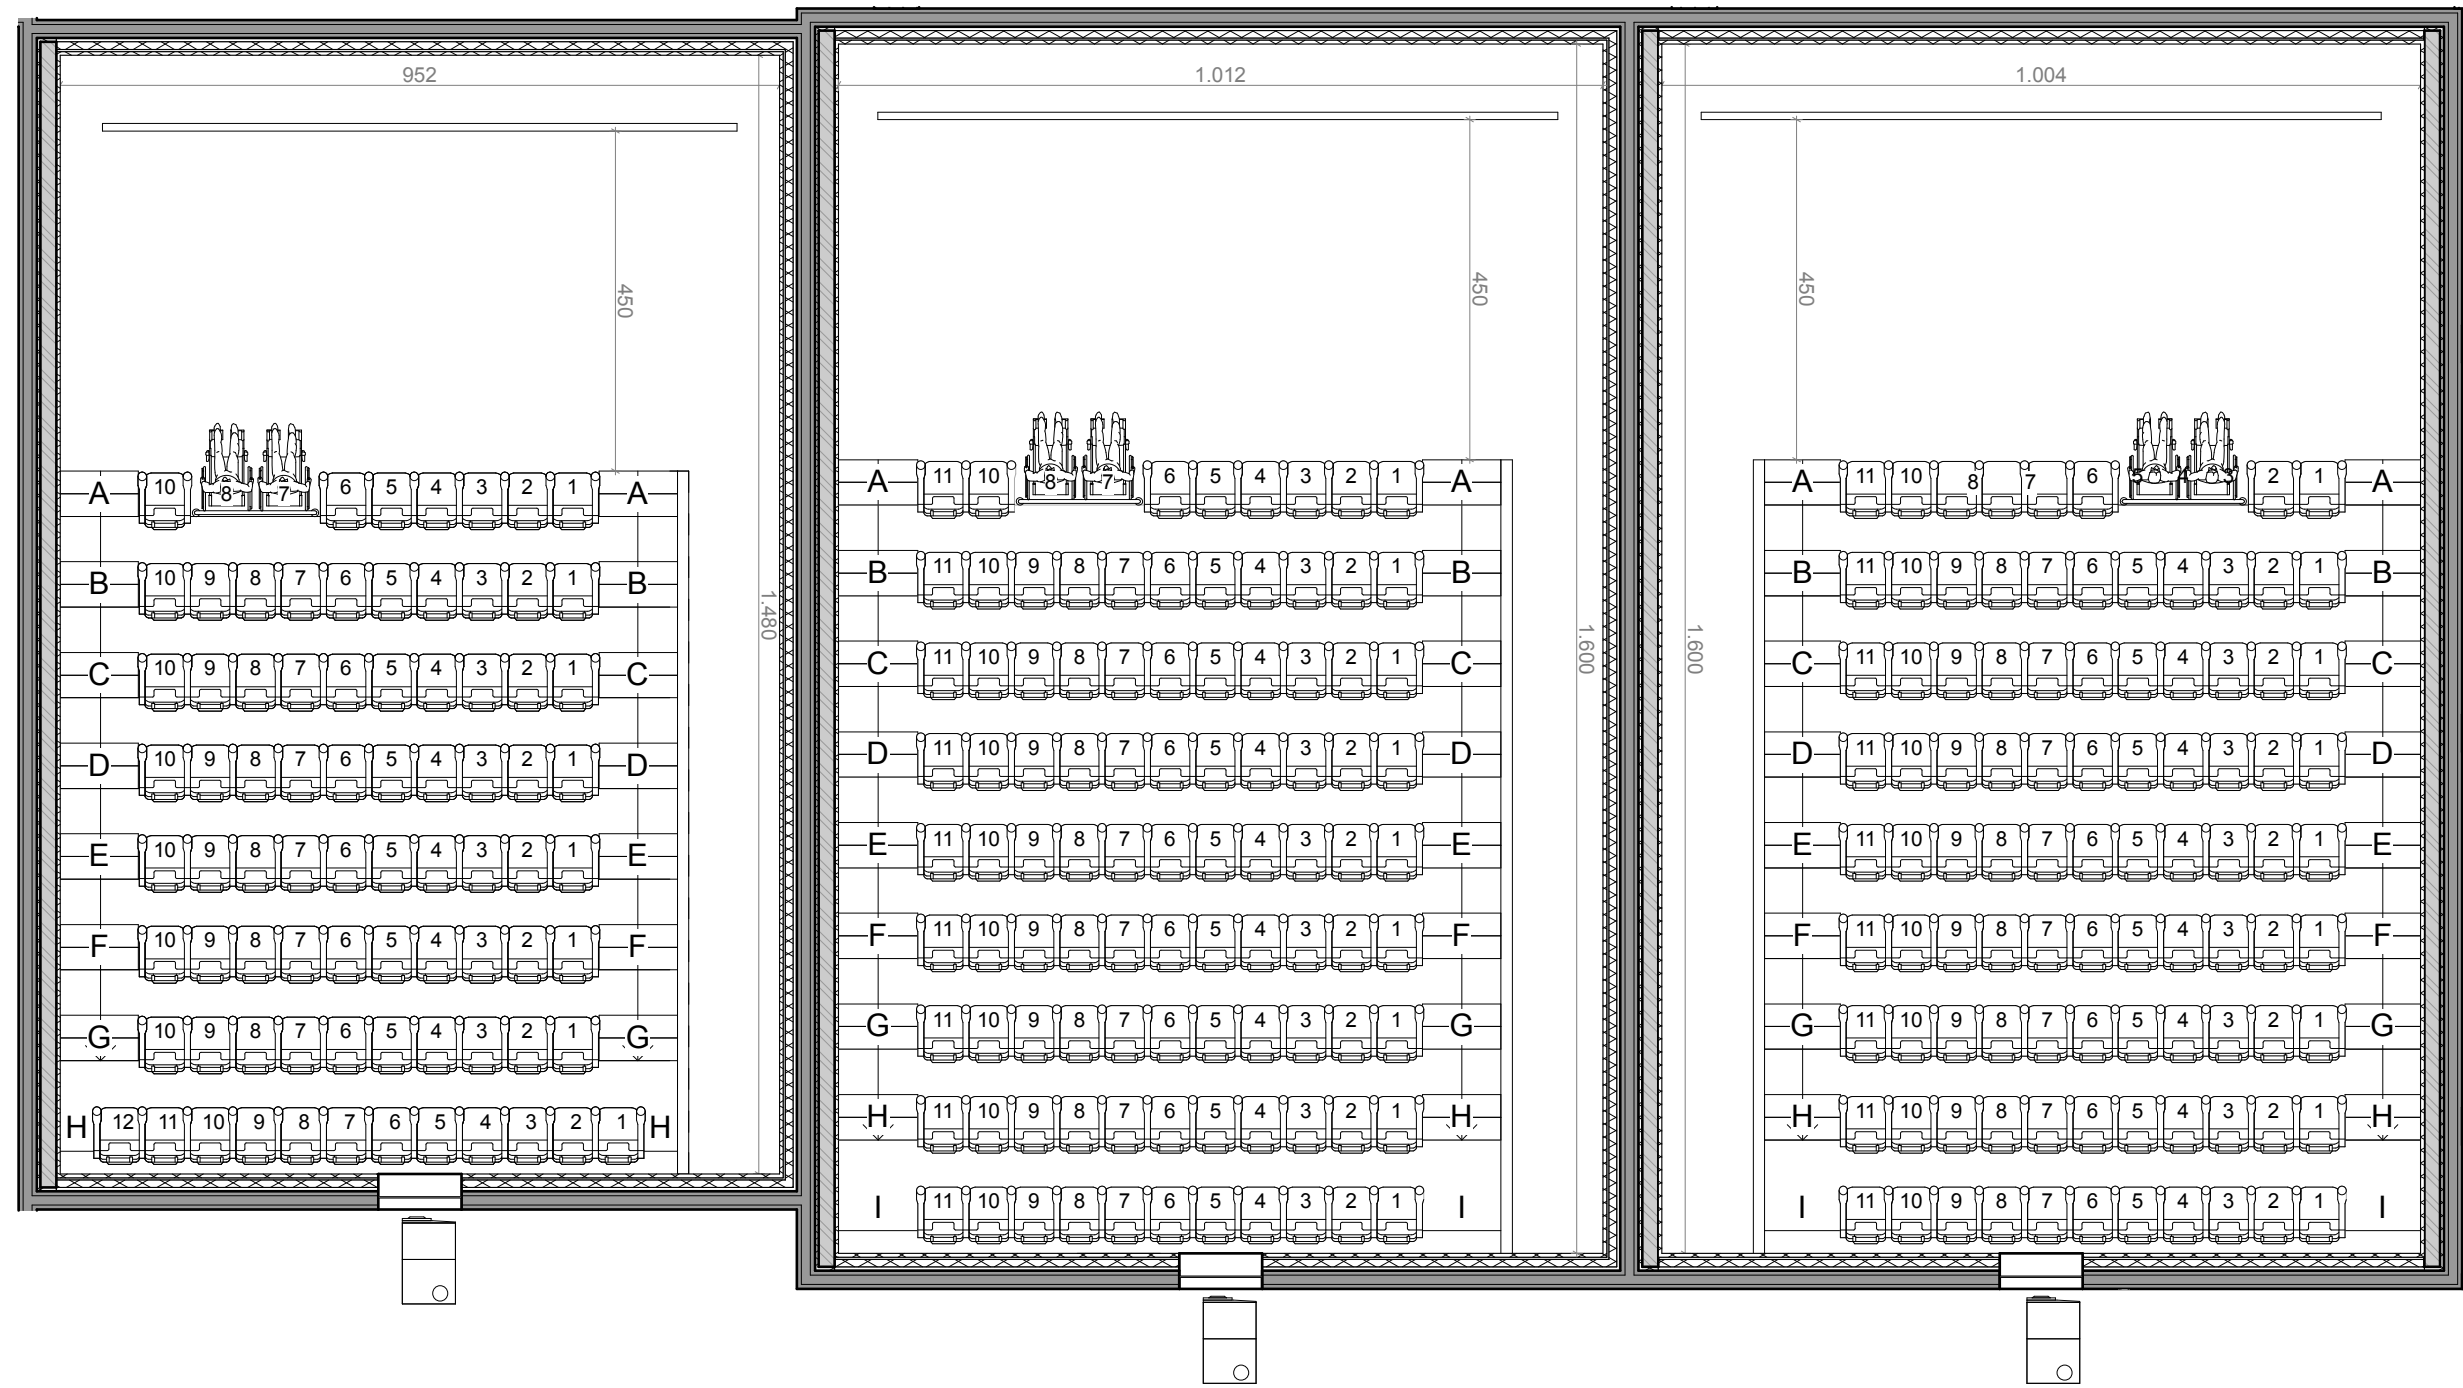 952
1.012
1.004
450
450
450
1.480
1.600
1.600
A 10 8 7 6 5 4 3 2 1 A
B 10 9 8 7 6 5 4 3 2 1 B
C 10 9 8 7 6 5 4 3 2 1 C
D 10 9 8 7 6 5 4 3 2 1 D
E 10 9 8 7 6 5 4 3 2 1 E
F 10 9 8 7 6 5 4 3 2 1 F
G 10 9 8 7 6 5 4 3 2 1 G
H 12 11 10 9 8 7 6 5 4 3 2 1 H
A 11 10 8 7 6 5 4 3 2 1 A
B 11 10 9 8 7 6 5 4 3 2 1 B
C 11 10 9 8 7 6 5 4 3 2 1 C
D 11 10 9 8 7 6 5 4 3 2 1 D
E 11 10 9 8 7 6 5 4 3 2 1 E
F 11 10 9 8 7 6 5 4 3 2 1 F
G 11 10 9 8 7 6 5 4 3 2 1 G
H 11 10 9 8 7 6 5 4 3 2 1 H
I 11 10 9 8 7 6 5 4 3 2 1 I
A 11 10 8 7 6 5 4 3 2 1 A
B 11 10 9 8 7 6 5 4 3 2 1 B
C 11 10 9 8 7 6 5 4 3 2 1 C
D 11 10 9 8 7 6 5 4 3 2 1 D
E 11 10 9 8 7 6 5 4 3 2 1 E
F 11 10 9 8 7 6 5 4 3 2 1 F
G 11 10 9 8 7 6 5 4 3 2 1 G
H 11 10 9 8 7 6 5 4 3 2 1 H
I 11 10 9 8 7 6 5 4 3 2 1 I